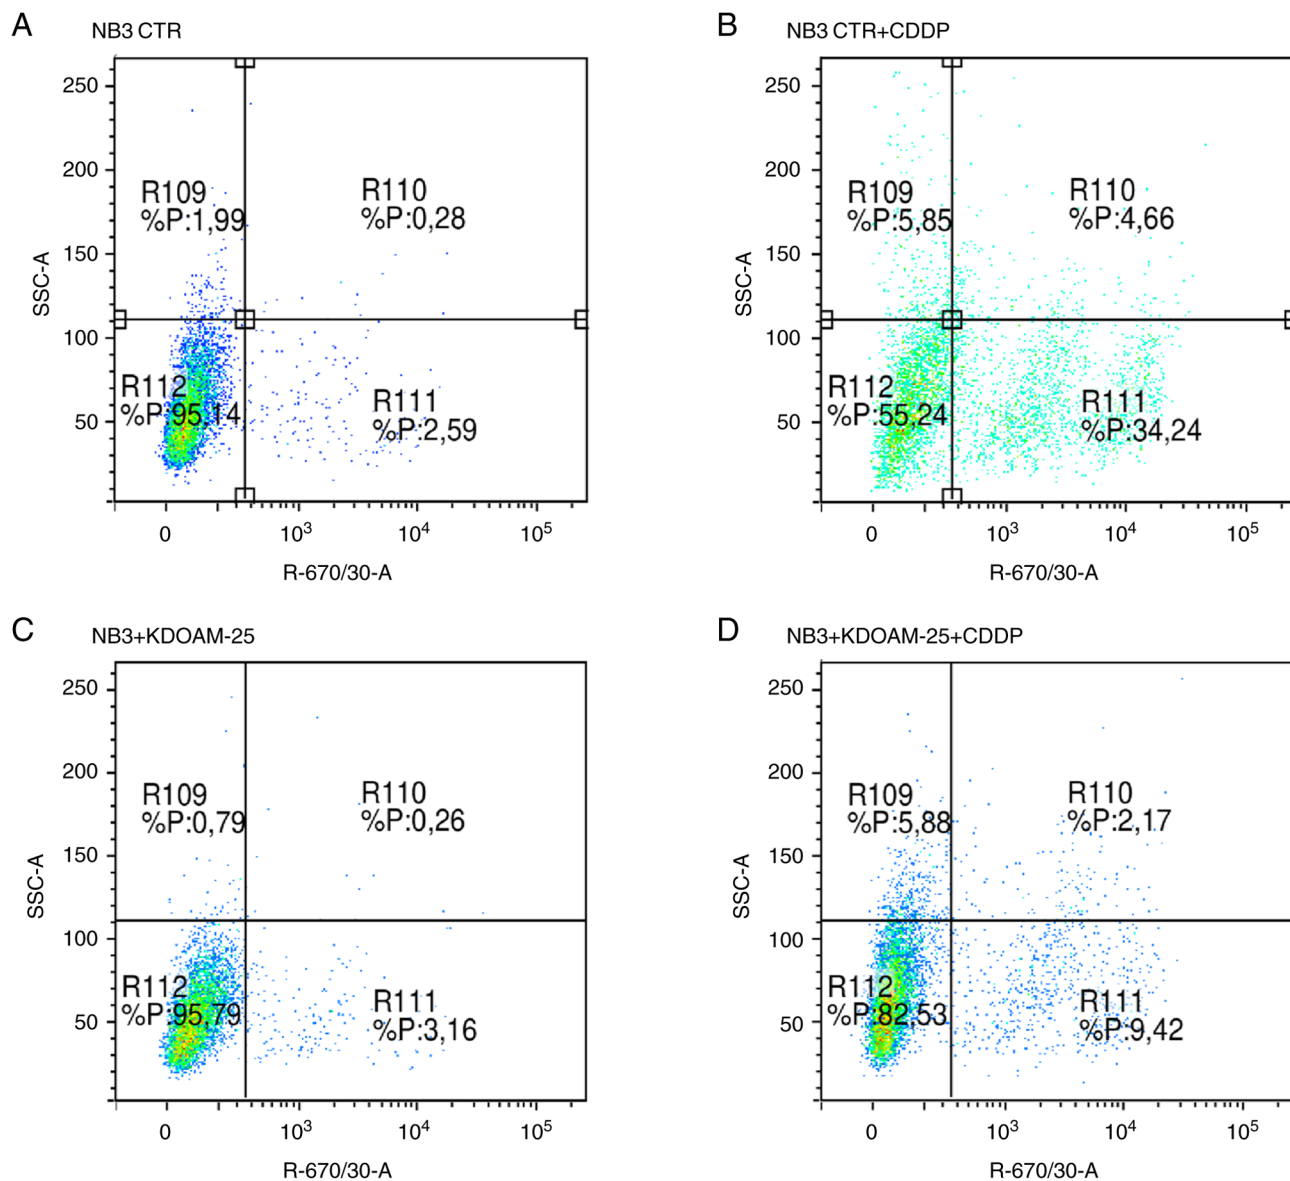 A
NB3 CTR
250
200
150
100
50
SSC-A
R109
%P:1,99
R110
%P:0,28
R112
%P:95,14
R111
%P:2,59
0
10³
10⁴
10⁵
R-670/30-A
B
NB3 CTR+CDDP
250
200
150
100
50
SSC-A
R109
%P:5,85
R110
%P:4,66
R112
%P:55,24
R111
%P:34,24
0
10³
10⁴
10⁵
R-670/30-A
C
NB3+KDOAM-25
250
200
150
100
50
SSC-A
R109
%P:0,79
R110
%P:0,26
R112
%P:95,79
R111
%P:3,16
0
10³
10⁴
10⁵
R-670/30-A
D
NB3+KDOAM-25+CDDP
250
200
150
100
50
SSC-A
R109
%P:5,88
R110
%P:2,17
R112
%P:82,53
R111
%P:9,42
0
10³
10⁴
10⁵
R-670/30-A